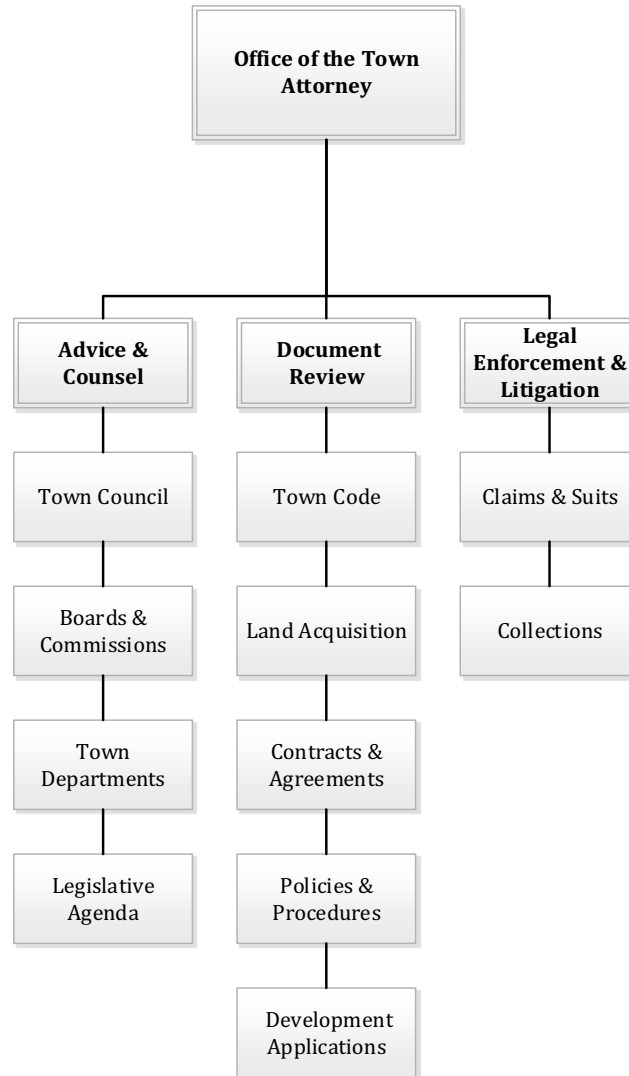 Office of the Town
Attorney
Advice &
Counsel
Town Council
Boards &
Commissions
Town
Departments
Legislative
Agenda
Document
Review
Town Code
Land Acquisition
Contracts &
Agreements
Policies &
Procedures
Development
Applications
Legal
Enforcement &
Litigation
Claims & Suits
Collections